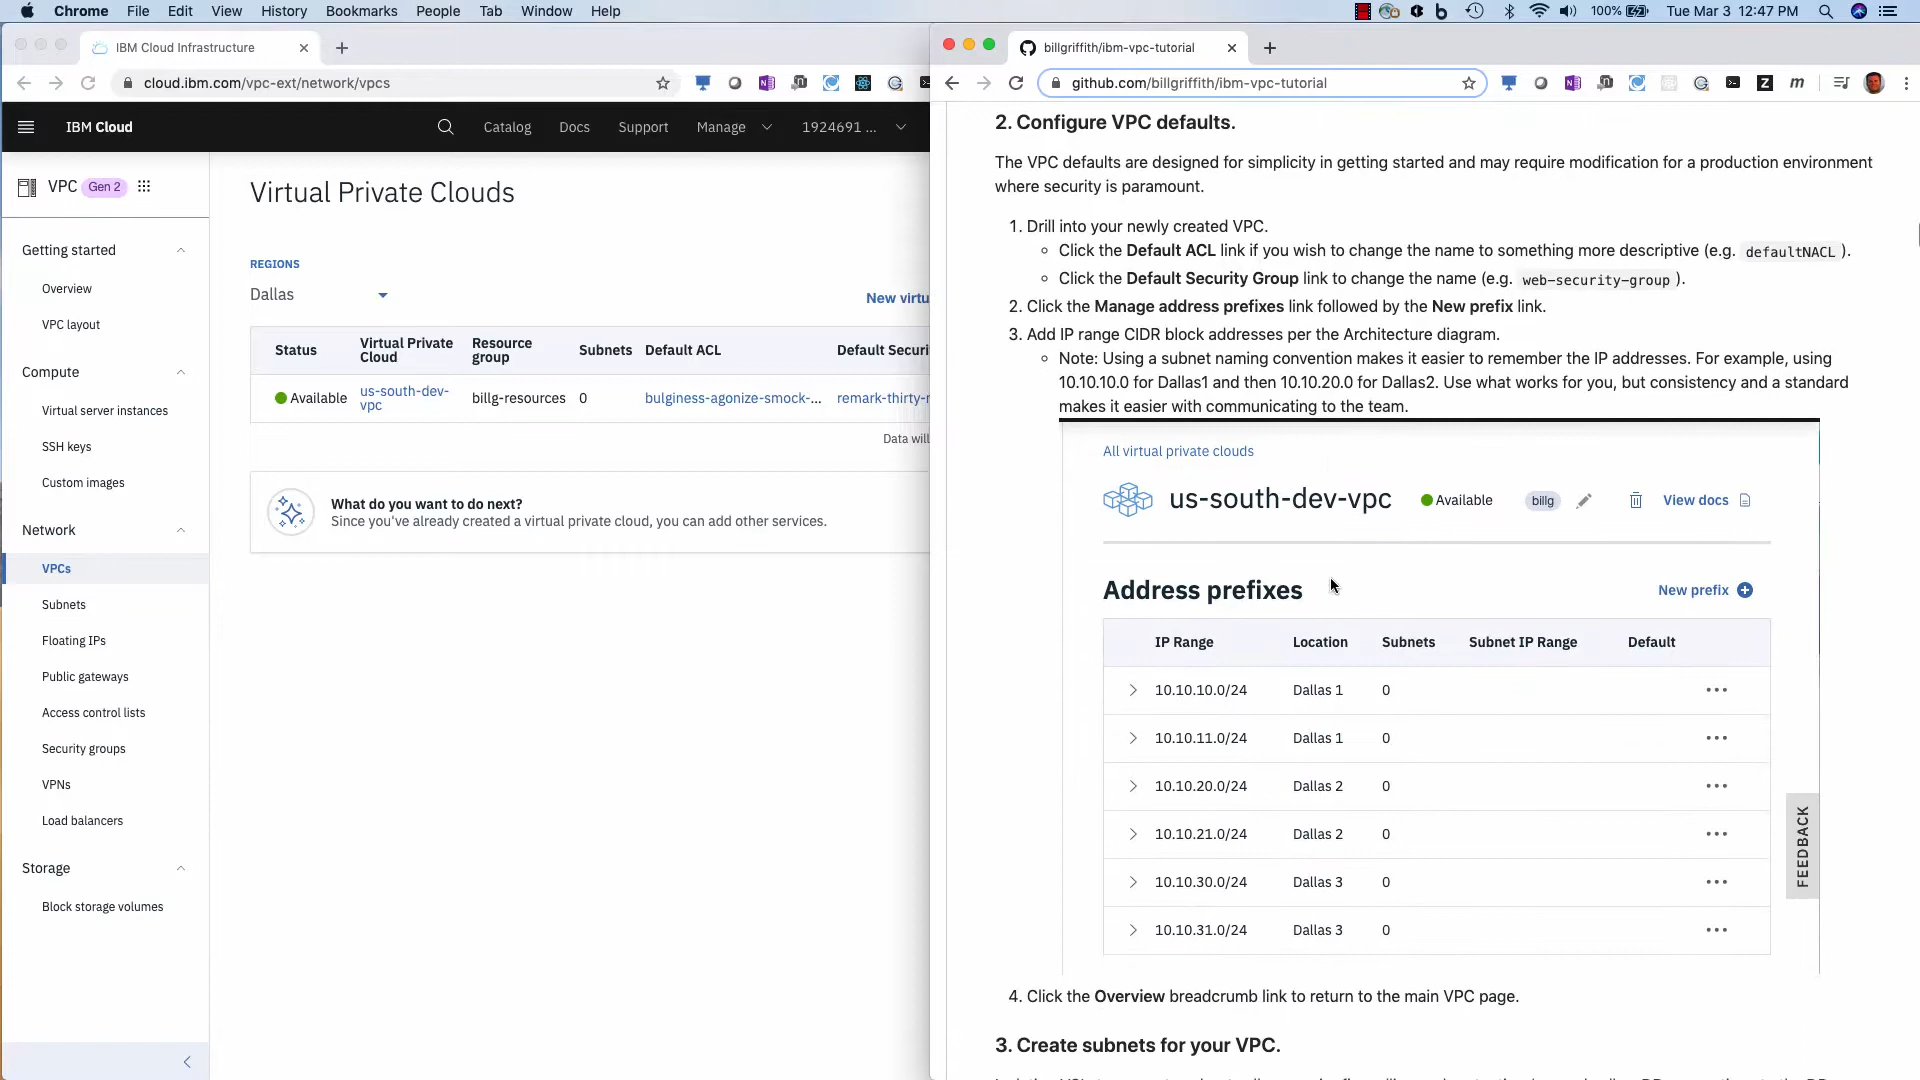 Chrome File Edit View History Bookmarks People Tab Window Help 100% Tue Mar 3 12:47 PM
IBM Cloud Infrastructure
cloud.ibm.com/vpc-ext/network/vpcs
IBM Cloud Catalog Docs Support Manage 1924691 ...
VPC Gen 2
Getting started
Overview
VPC layout
Compute
Virtual server instances
SSH keys
Custom images
Network
VPCs
Subnets
Floating IPs
Public gateways
Access control lists
Security groups
VPNs
Load balancers
Storage
Block storage volumes
Virtual Private Clouds
REGIONS
Dallas
New virtu
Status Virtual Private Cloud Resource group Subnets Default ACL Default Securi
Available us-south-dev-vpc billg-resources 0 bulginess-agonize-smock-... remark-thirty-r
Data will
What do you want to do next?
Since you've already created a virtual private cloud, you can add other services.
billgriffith/ibm-vpc-tutorial
github.com/billgriffith/ibm-vpc-tutorial
2. Configure VPC defaults.
The VPC defaults are designed for simplicity in getting started and may require modification for a production environment
where security is paramount.
1. Drill into your newly created VPC.
Click the Default ACL link if you wish to change the name to something more descriptive (e.g. defaultNACL ).
Click the Default Security Group link to change the name (e.g. web-security-group ).
2. Click the Manage address prefixes link followed by the New prefix link.
3. Add IP range CIDR block addresses per the Architecture diagram.
Note: Using a subnet naming convention makes it easier to remember the IP addresses. For example, using
10.10.10.0 for Dallas1 and then 10.10.20.0 for Dallas2. Use what works for you, but consistency and a standard
makes it easier with communicating to the team.
All virtual private clouds
us-south-dev-vpc Available billg View docs
Address prefixes New prefix
IP Range Location Subnets Subnet IP Range Default
10.10.10.0/24 Dallas 1 0
10.10.11.0/24 Dallas 1 0
10.10.20.0/24 Dallas 2 0
10.10.21.0/24 Dallas 2 0
10.10.30.0/24 Dallas 3 0
10.10.31.0/24 Dallas 3 0
FEEDBACK
4. Click the Overview breadcrumb link to return to the main VPC page.
3. Create subnets for your VPC.